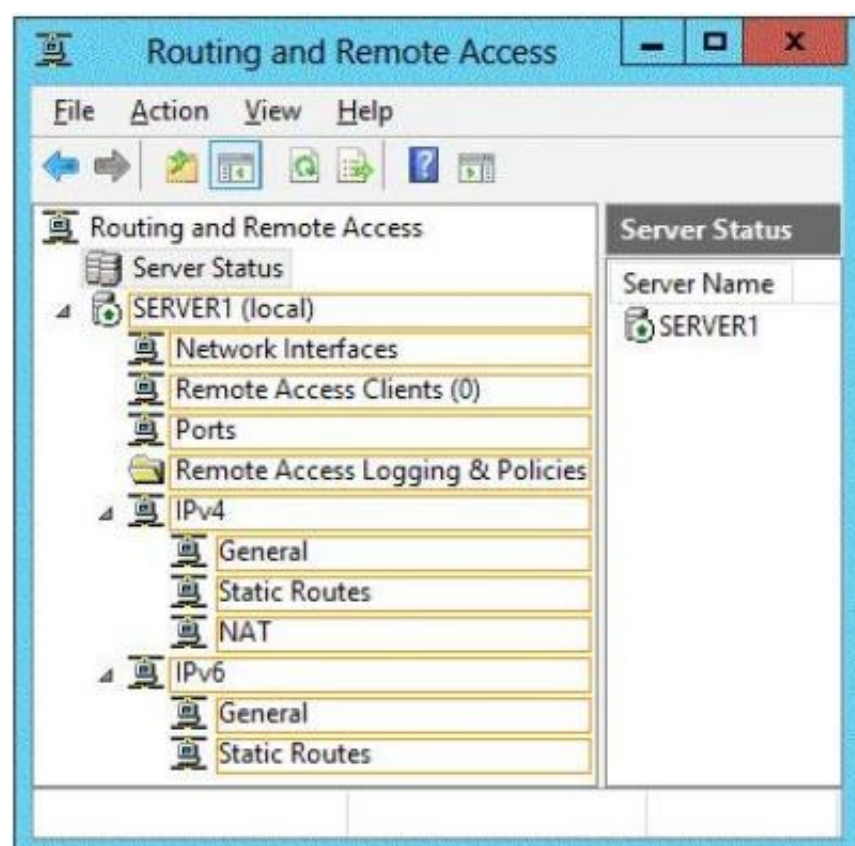 Routing and Remote Access
File Action View Help
Routing and Remote Access
Server Status
SERVER1 (local)
Network Interfaces
Remote Access Clients (0)
Ports
Remote Access Logging & Policies
IPv4
General
Static Routes
NAT
IPv6
General
Static Routes
Server Status
Server Name
SERVER1